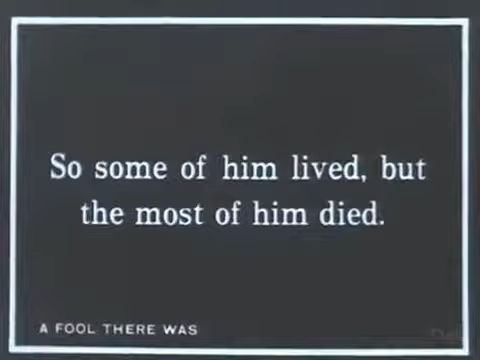 So some of him lived, but
the most of him died.
A FOOL THERE WAS